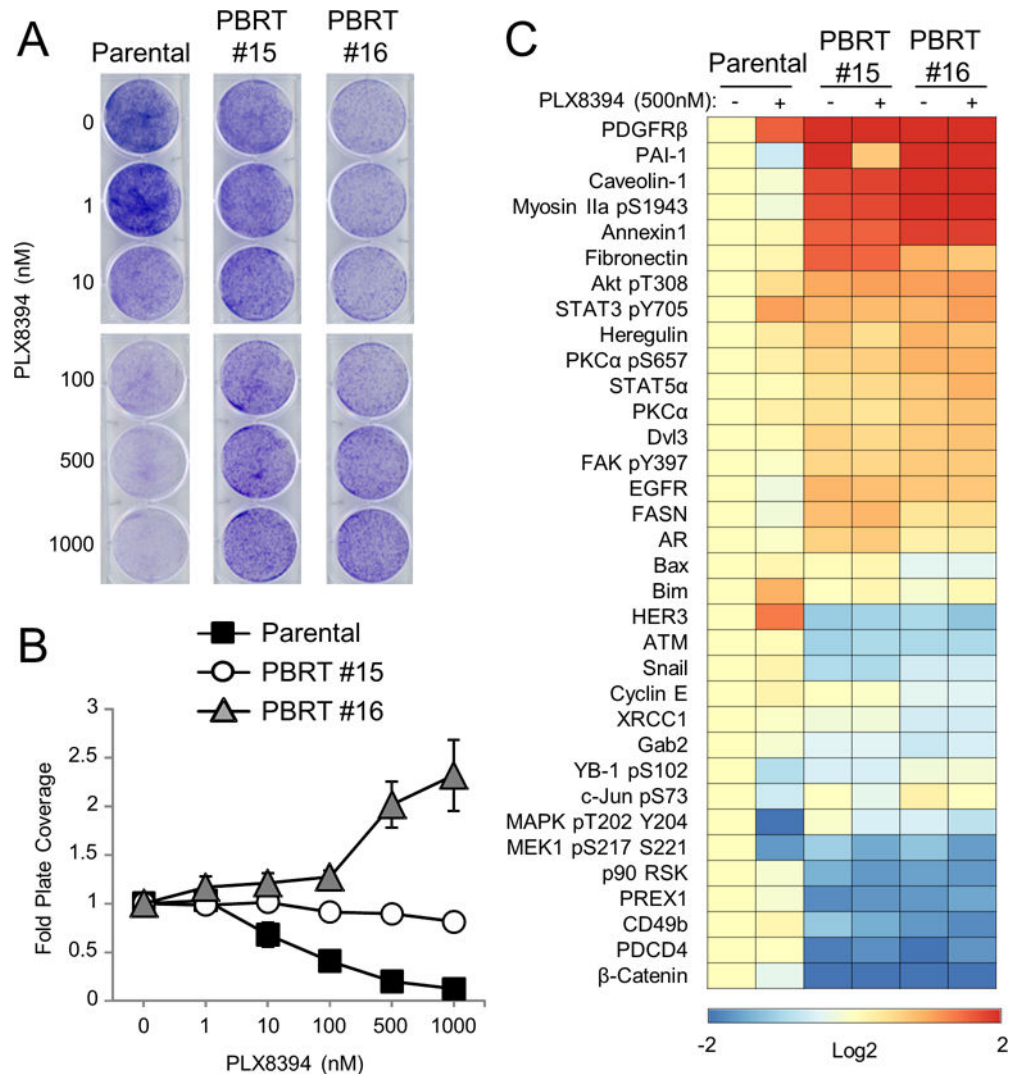 A
Parental
PBRT
#15
PBRT
#16
PLX8394 (nM)
0
1
10
100
500
1000
B
Parental
PBRT #15
PBRT #16
Fold Plate Coverage
3
2.5
2
1.5
1
0.5
0
0 1 10 100 500 1000
PLX8394 (nM)
C
Parental
PBRT
#15
PBRT
#16
PLX8394 (500nM): - + - + - +
PDGFRβ
PAI-1
Caveolin-1
Myosin IIa pS1943
Annexin1
Fibronectin
Akt pT308
STAT3 pY705
Heregulin
PKCα pS657
STAT5α
PKCα
Dvl3
FAK pY397
EGFR
FASN
AR
Bax
Bim
HER3
ATM
Snail
Cyclin E
XRCC1
Gab2
YB-1 pS102
c-Jun pS73
MAPK pT202 Y204
MEK1 pS217 S221
p90 RSK
PREX1
CD49b
PDCD4
β-Catenin
-2 Log2 2